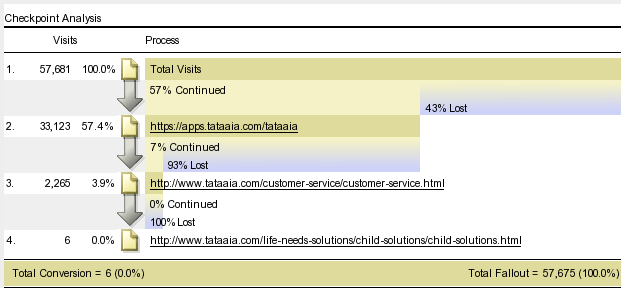 Checkpoint Analysis
Visits Process
1. 57,681 100.0% Total Visits
57% Continued
43% Lost
2. 33,123 57.4% https://apps.tataaia.com/tataaia
7% Continued
93% Lost
3. 2,265 3.9% http://www.tataaia.com/customer-service/customer-service.html
0% Continued
100% Lost
4. 6 0.0% http://www.tataaia.com/life-needs-solutions/child-solutions/child-solutions.html
Total Conversion = 6 (0.0%) Total Fallout = 57,675 (100.0%)